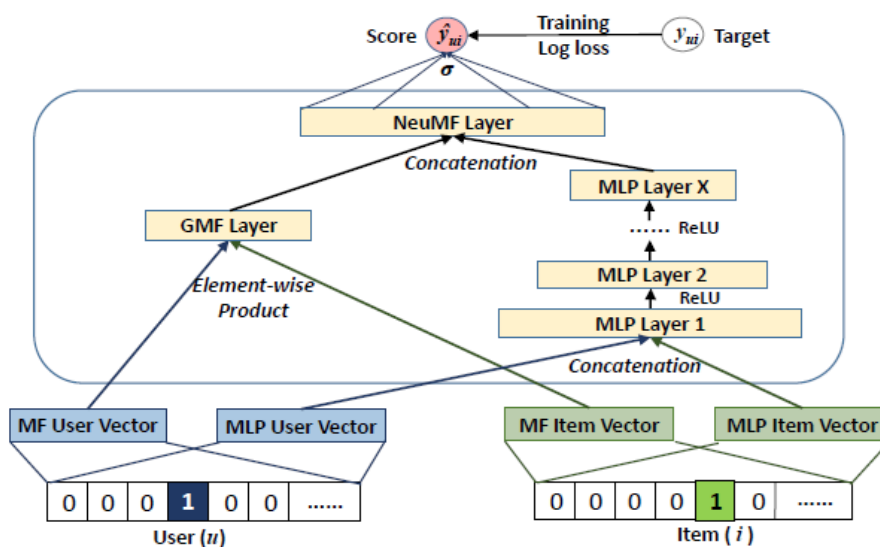 Score ŷui Training yui Target
Log loss
σ
NeuMF Layer
Concatenation
MLP Layer X
GMF Layer
...... ReLU
Element-wise
Product
MLP Layer 2
ReLU
MLP Layer 1
Concatenation
MF User Vector MLP User Vector MF Item Vector MLP Item Vector
0 0 0 1 0 0 ...... 0 0 0 0 1 0 ......
User (u) Item ( i )